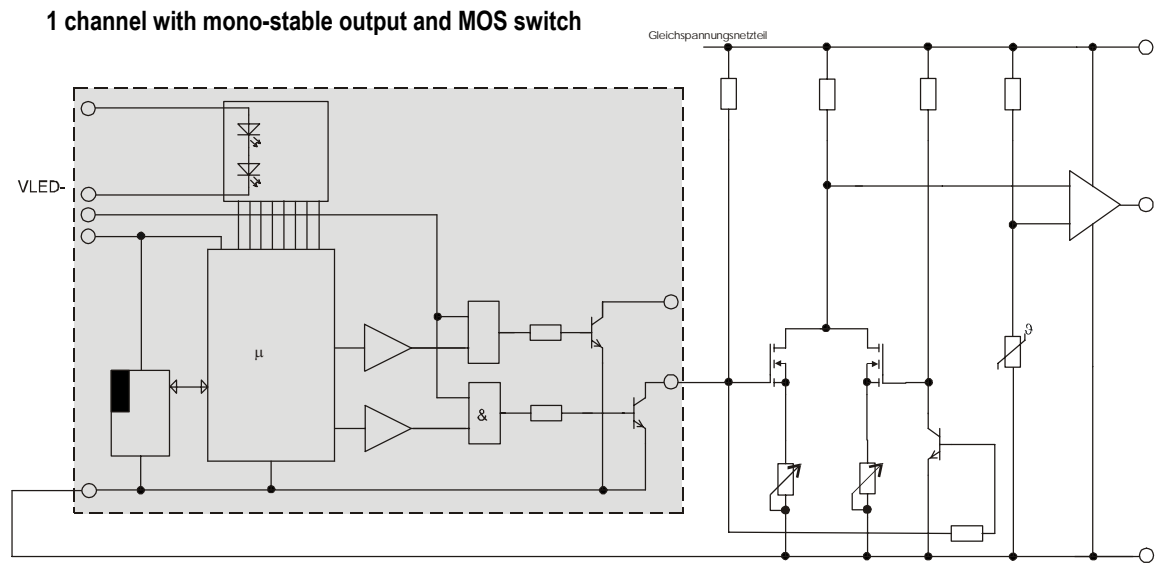 1 channel with mono-stable output and MOS switch
Gleichspannungsnetzteil
VLED-
ϑ
μ
&